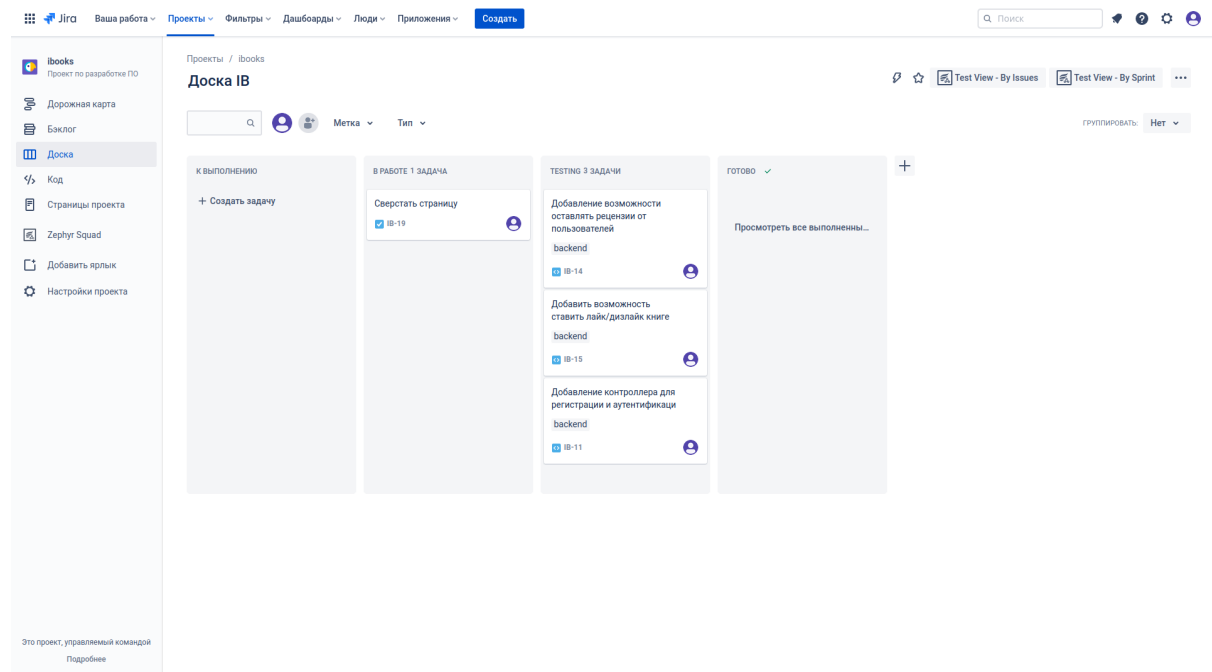 Jira Ваша работа Проекты Фильтры Дашбоарды Люди Приложения Создать Поиск
ibooks
Проект по разработке ПО
Дорожная карта
Бэклог
Доска
Код
Страницы проекта
Zephyr Squad
Добавить ярлык
Настройки проекта
Это проект, управляемый командой
Подробнее
Проекты / ibooks
Доска IB
Test View - By Issues Test View - By Sprint
Метка Тип
ГРУППИРОВАТЬ: Нет
К ВЫПОЛНЕНИЮ
+ Создать задачу
В РАБОТЕ 1 ЗАДАЧА
Сверстать страницу
IB-19
TESTING 3 ЗАДАЧИ
Добавление возможности
оставлять рецензии от
пользователей
backend
IB-14
Добавить возможность
ставить лайк/дизлайк книге
backend
IB-15
Добавление контроллера для
регистрации и аутентификаци
backend
IB-11
ГОТОВО
Просмотреть все выполненны...